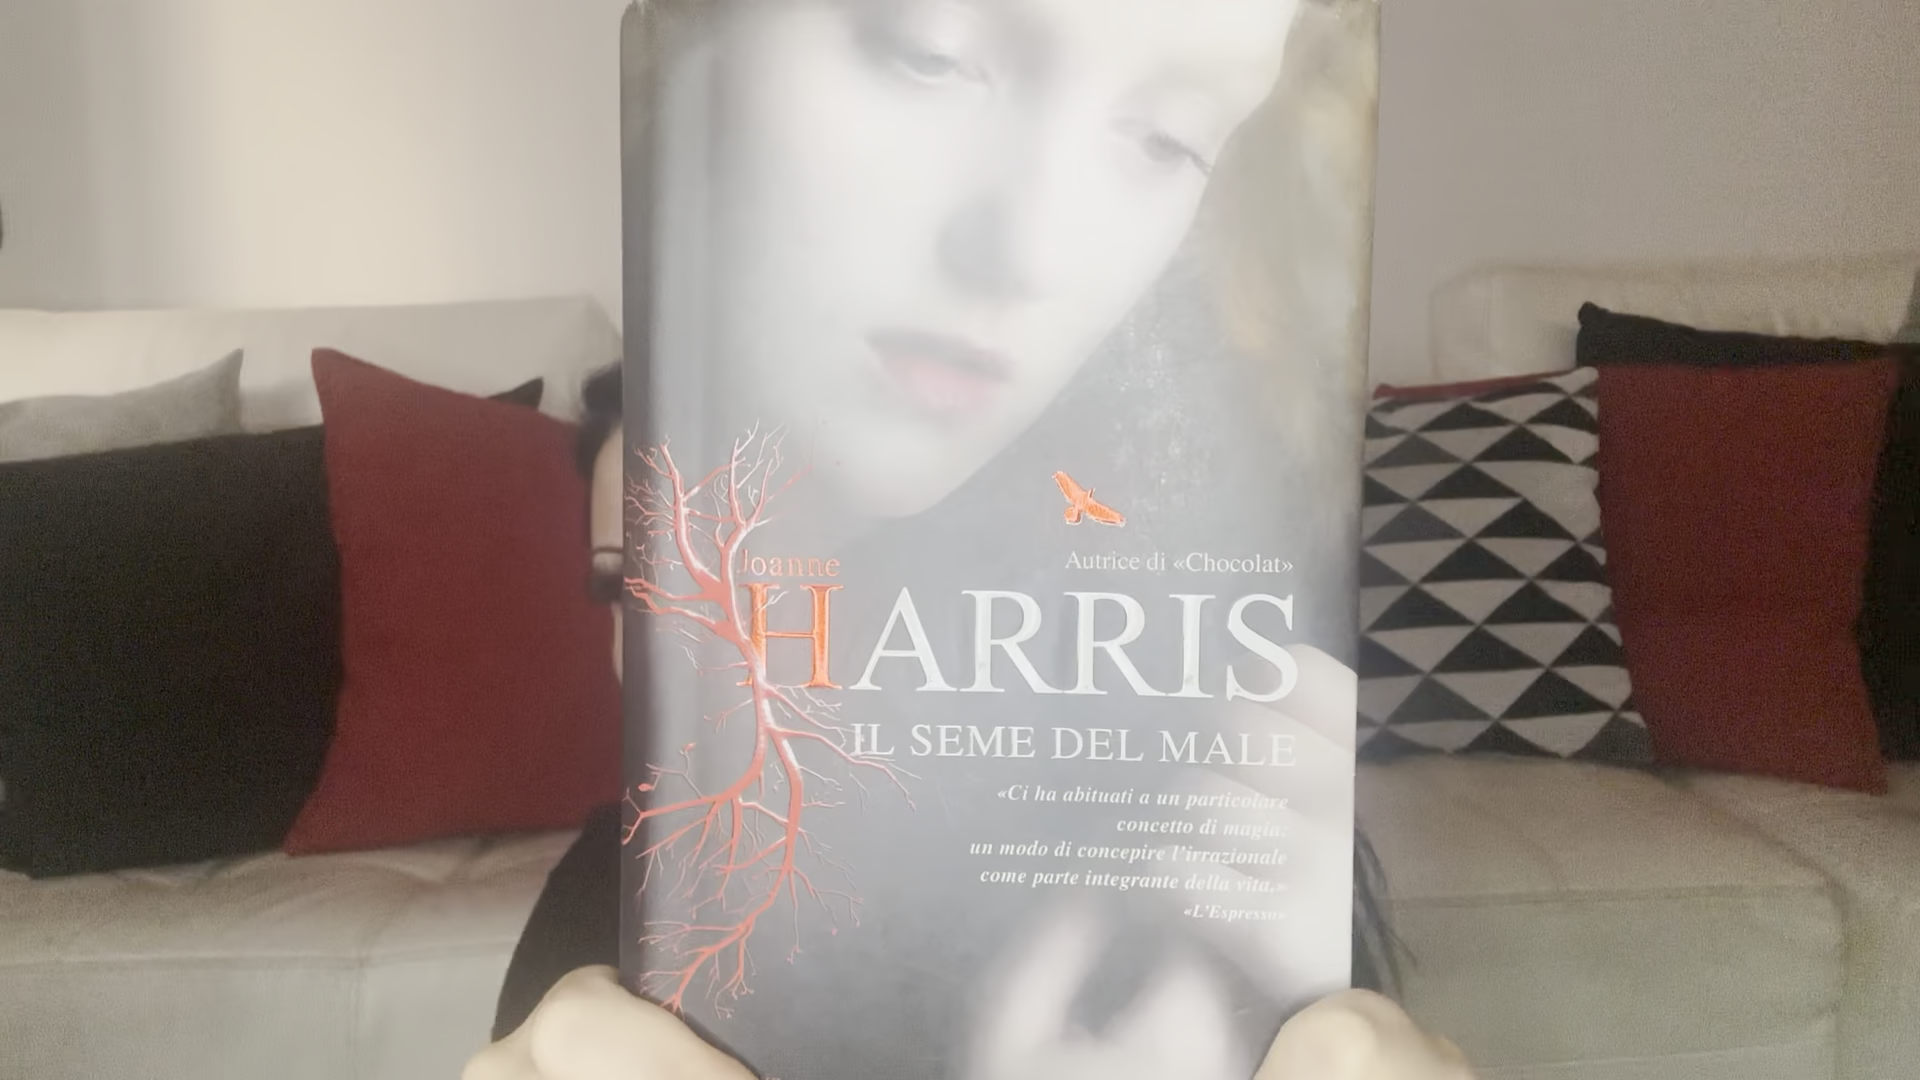 Joanne
Autrice di «Chocolat»
HARRIS
IL SEME DEL MALE
«Ci ha abituati a un particolare
concetto di magia:
un modo di concepire l'irrazionale
come parte integrante della vita.»
«L'Espresso»